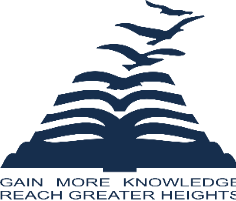 GAIN MORE KNOWLEDGE
REACH GREATER HEIGHTS